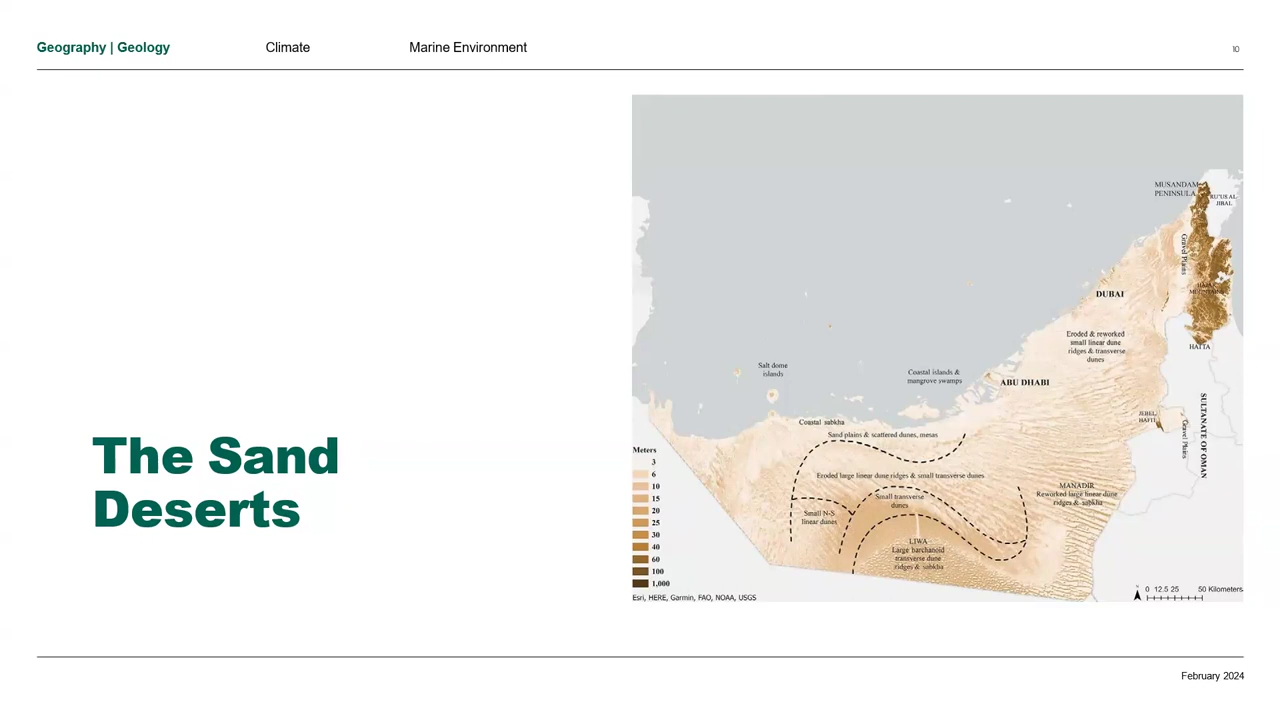 Geography | Geology
Climate
Marine Environment
10
The Sand
Deserts
MUSANDAM
PENINSULA
RU'US AL-
JIBAL
Gravel Plains
HAJAR
MOUNTAINS
DUBAI
Eroded & reworked
small linear dune
ridges & transverse
dunes
HATTA
Salt dome
islands
Coastal islands &
mangrove swamps
ABU DHABI
SULTANATE OF OMAN
JEBEL
HAFIT
Gravel Plains
Coastal sabkha
Sand plains & scattered dunes, mesas
Eroded large linear dune ridges & small transverse dunes
MANADIR
Reworked large linear dune
ridges & sabkha
Small transverse
dunes
Small N-S
linear dunes
LIWA
Large barchanoid
transverse dune
ridges & sabkha
Meters
3
6
10
15
20
25
30
40
60
100
1,000
N
0 12.5 25 50 Kilometers
Esri, HERE, Garmin, FAO, NOAA, USGS
February 2024